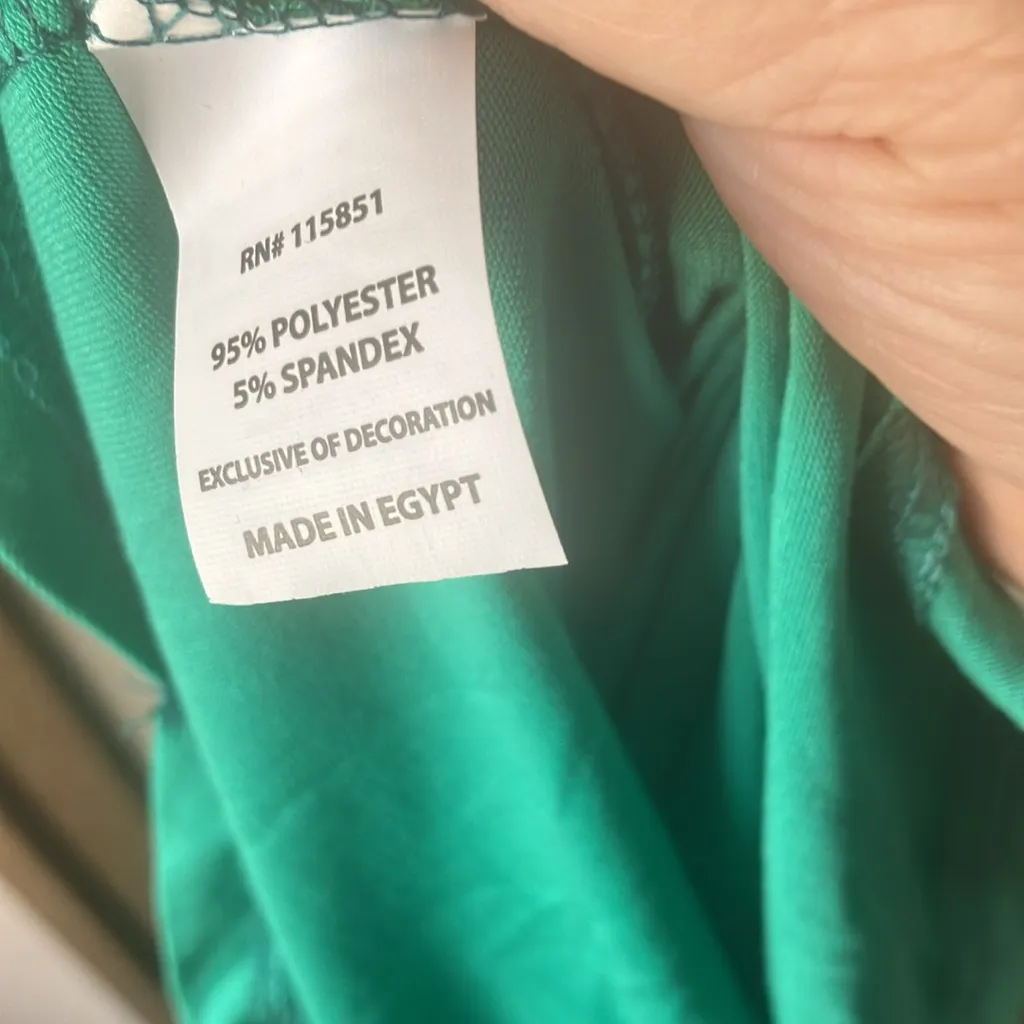 RN# 115851
95% POLYESTER
5% SPANDEX
EXCLUSIVE OF DECORATION
MADE IN EGYPT